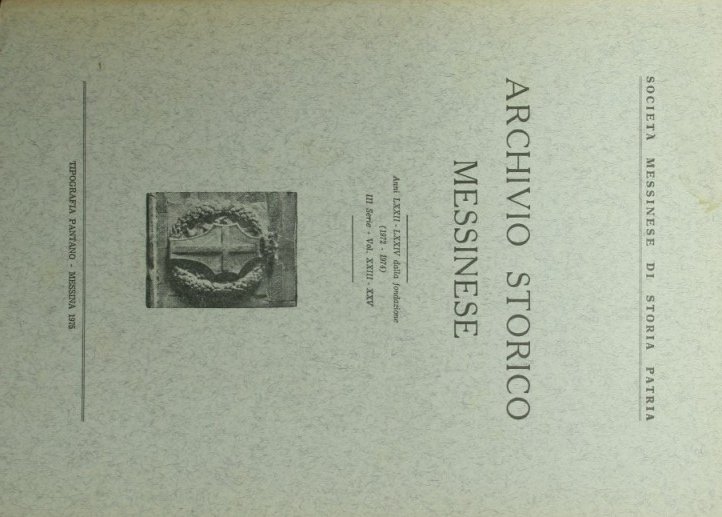 SOCIETÀ MESSINESE DI STORIA PATRIA
ARCHIVIO STORICO
MESSINESE
Anni LXXII - LXXIV dalla fondazione
(1972 - 1974)
III Serie - Vol. XXIII - XXV
TIPOGRAFIA PANTANO - MESSINA 1975